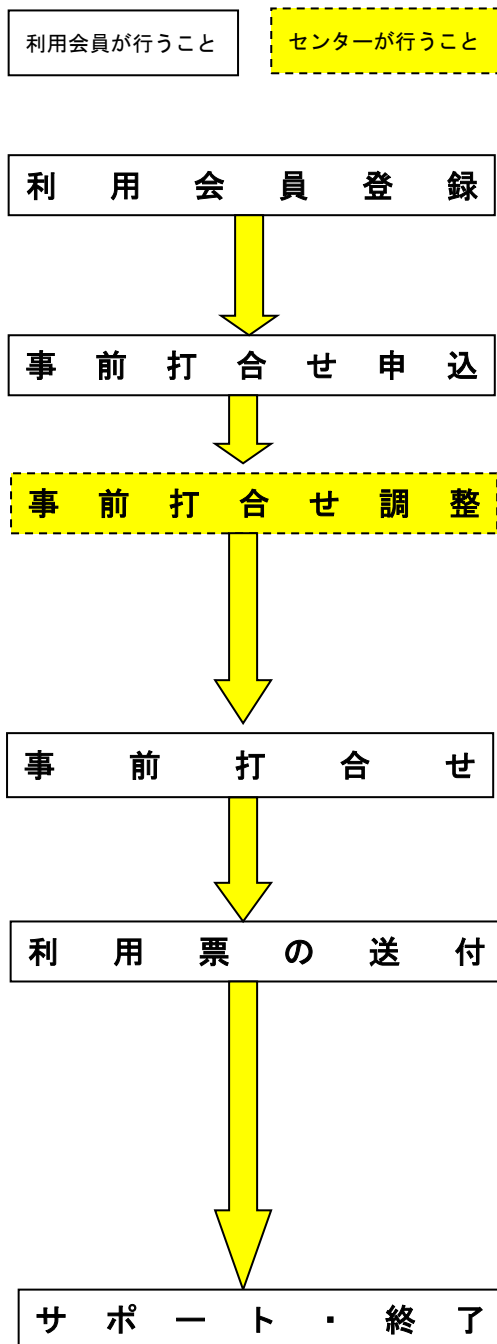 利用会員が行うこと
センターが行うこと
利用会員登録
事前打合せ申込
事前打合せ調整
事前打合せ
利用票の送付
サポート・終了